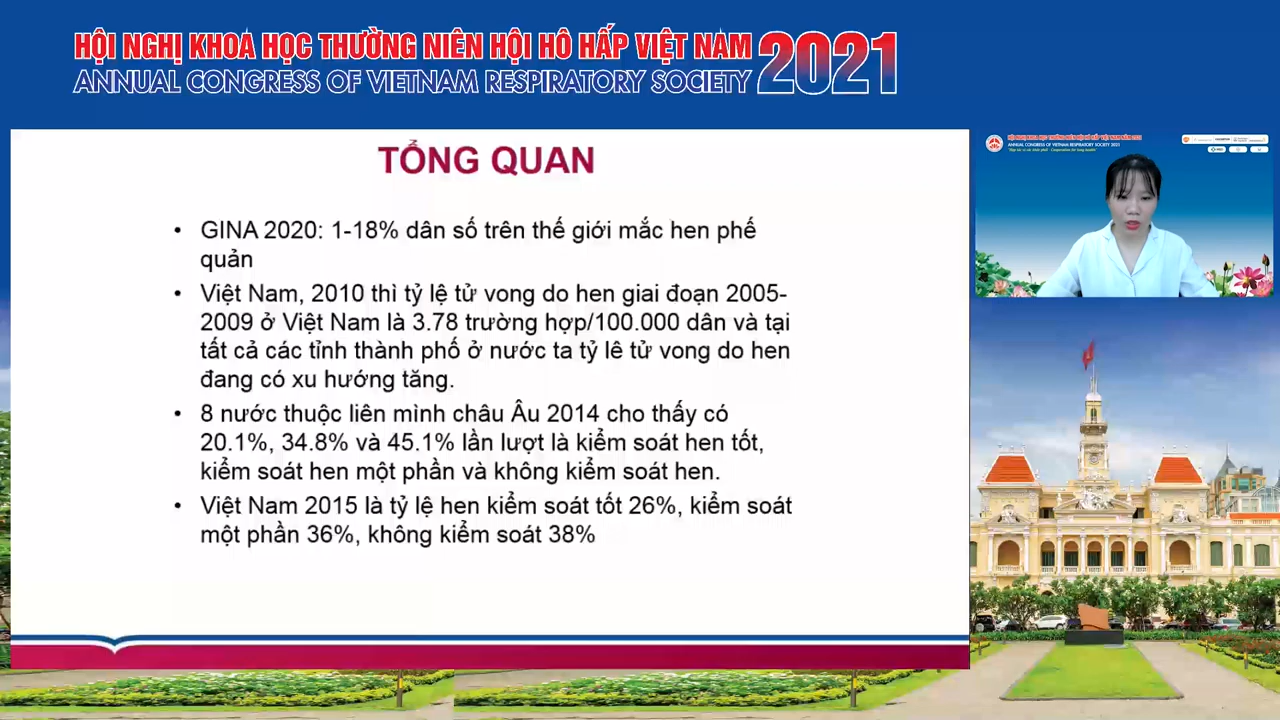 HỘI NGHỊ KHOA HỌC THƯỜNG NIÊN HỘI HÔ HẤP VIỆT NAM 2021
ANNUAL CONGRESS OF VIETNAM RESPIRATORY SOCIETY
TỔNG QUAN
• GINA 2020: 1-18% dân số trên thế giới mắc hen phế
quản
• Việt Nam, 2010 thì tỷ lệ tử vong do hen giai đoạn 2005-
2009 ở Việt Nam là 3.78 trường hợp/100.000 dân và tại
tất cả các tỉnh thành phố ở nước ta tỷ lê tử vong do hen
đang có xu hướng tăng.
• 8 nước thuộc liên mình châu Âu 2014 cho thấy có
20.1%, 34.8% và 45.1% lần lượt là kiểm soát hen tốt,
kiểm soát hen một phần và không kiểm soát hen.
• Việt Nam 2015 là tỷ lệ hen kiểm soát tốt 26%, kiểm soát
một phần 36%, không kiểm soát 38%
ANNUAL CONGRESS OF VIETNAM RESPIRATORY SOCIETY 2021